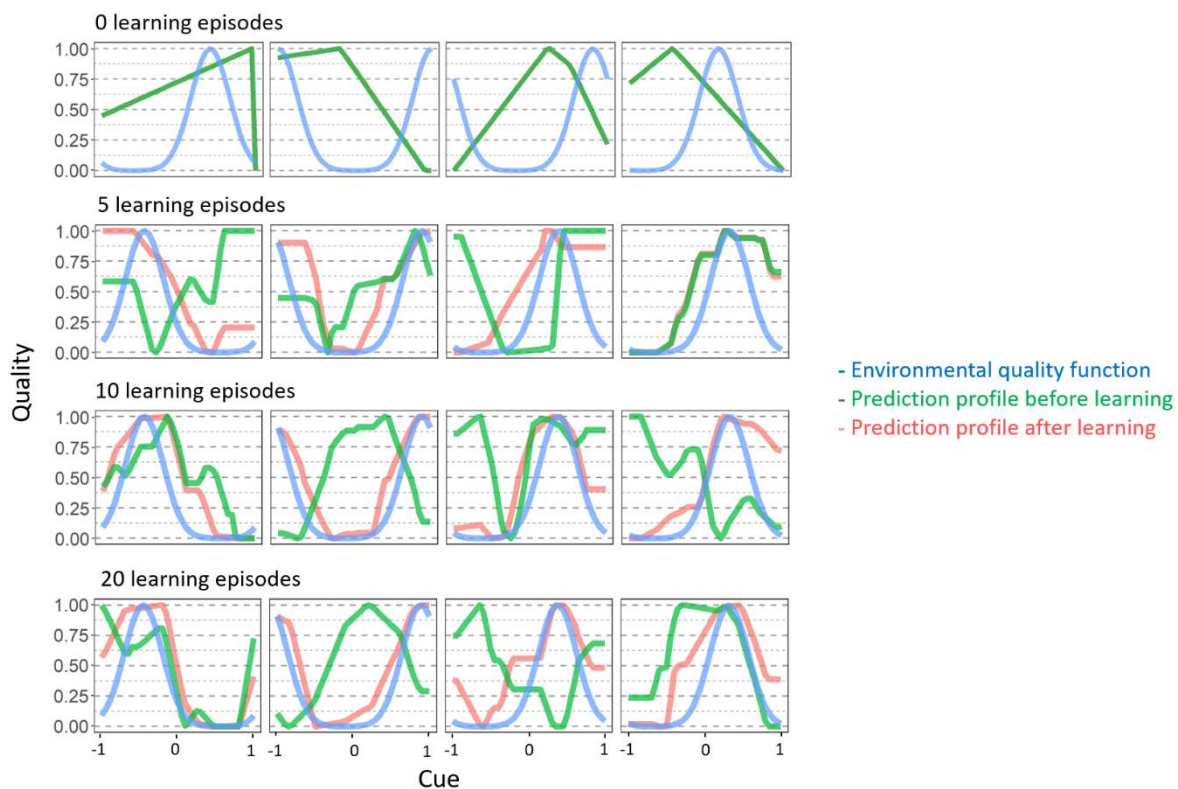 0 learning episodes
1.00
0.75
0.50
0.25
0.00
5 learning episodes
1.00
0.75
0.50
0.25
0.00
Quality
- Environmental quality function
- Prediction profile before learning
- Prediction profile after learning
10 learning episodes
1.00
0.75
0.50
0.25
0.00
20 learning episodes
1.00
0.75
0.50
0.25
0.00
-1 0 1 -1 0 1 -1 0 1 -1 0 1
Cue